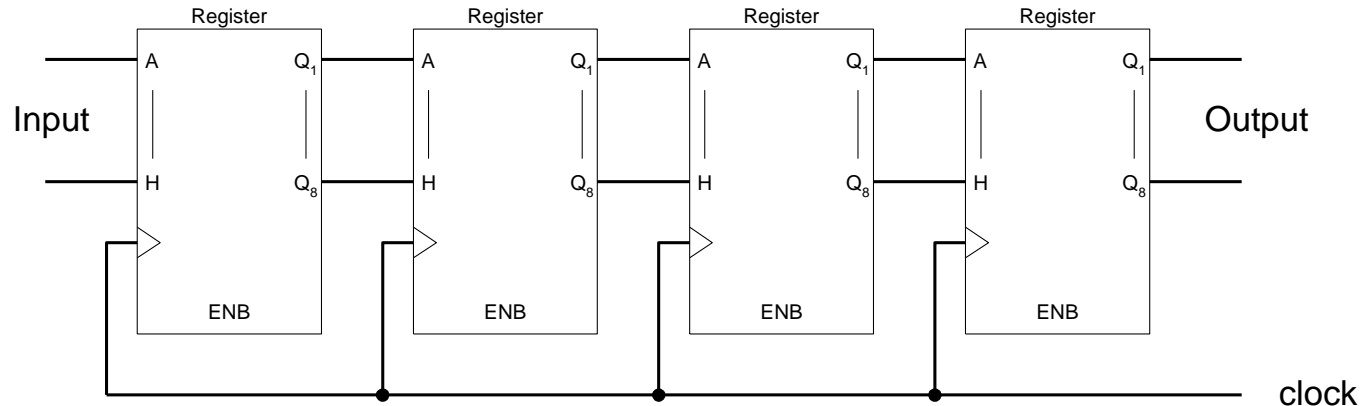 Register Register Register Register
A Q1 A Q1 A Q1 A Q1
Input Output
H Q8 H Q8 H Q8 H Q8
ENB ENB ENB ENB
clock